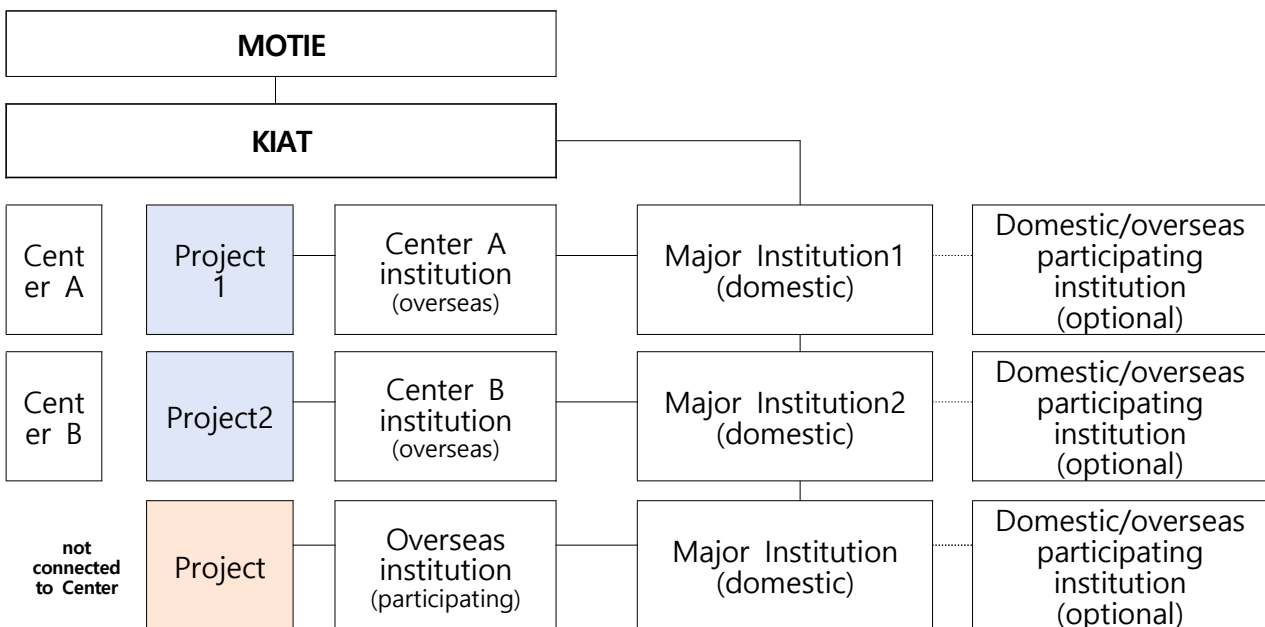 MOTIE
KIAT
Cent
er A
Project
1
Center A
institution
(overseas)
Major Institution1
(domestic)
Domestic/overseas
participating
institution
(optional)
Cent
er B
Project2
Center B
institution
(overseas)
Major Institution2
(domestic)
Domestic/overseas
participating
institution
(optional)
not
connected
to Center
Project
Overseas
institution
(participating)
Major Institution
(domestic)
Domestic/overseas
participating
institution
(optional)